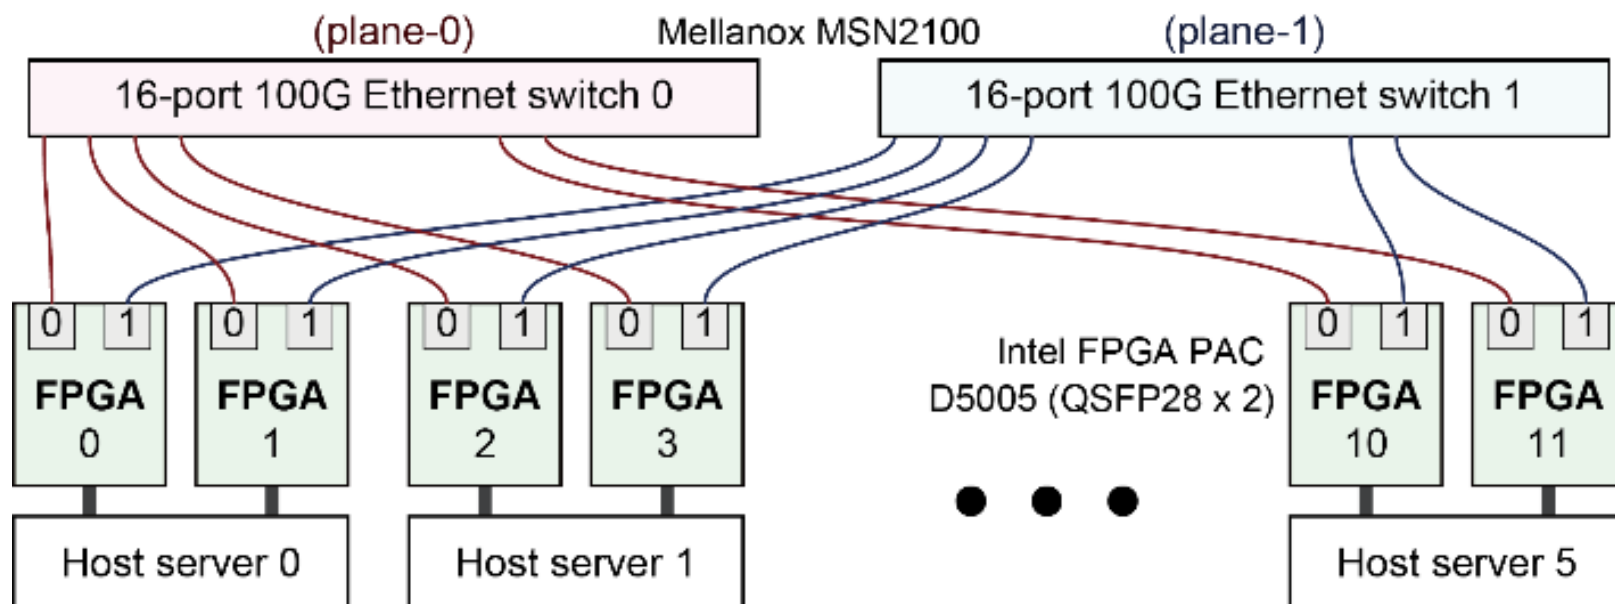 (plane-0)
Mellanox MSN2100
(plane-1)
16-port 100G Ethernet switch 0
16-port 100G Ethernet switch 1
0 1
0 1
0 1
0 1
0 1
0 1
FPGA
0
FPGA
1
FPGA
2
FPGA
3
Intel FPGA PAC
D5005 (QSFP28 x 2)
FPGA
10
FPGA
11
Host server 0
Host server 1
Host server 5